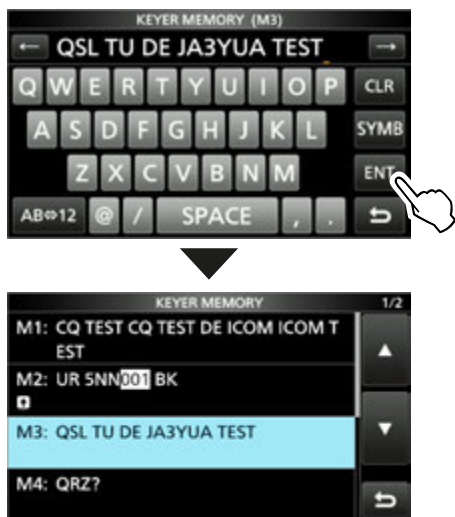 KEYER MEMORY (M3)
← QSL TU DE JA3YUA TEST_ →
Q W E R T Y U I O P CLR
A S D F G H J K L SYMB
Z X C V B N M ENT
AB⇔12 @ / SPACE , .
KEYER MEMORY 1/2
M1: CQ TEST CQ TEST DE ICOM ICOM T
EST
M2: UR 5NN001 BK
M3: QSL TU DE JA3YUA TEST
M4: QRZ?